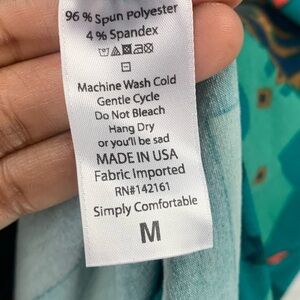 96 % Spun Polyester
4 % Spandex
Machine Wash Cold
Gentle Cycle
Do Not Bleach
Hang Dry
or you'll be sad
MADE IN USA
Fabric Imported
RN#142161
Simply Comfortable
M